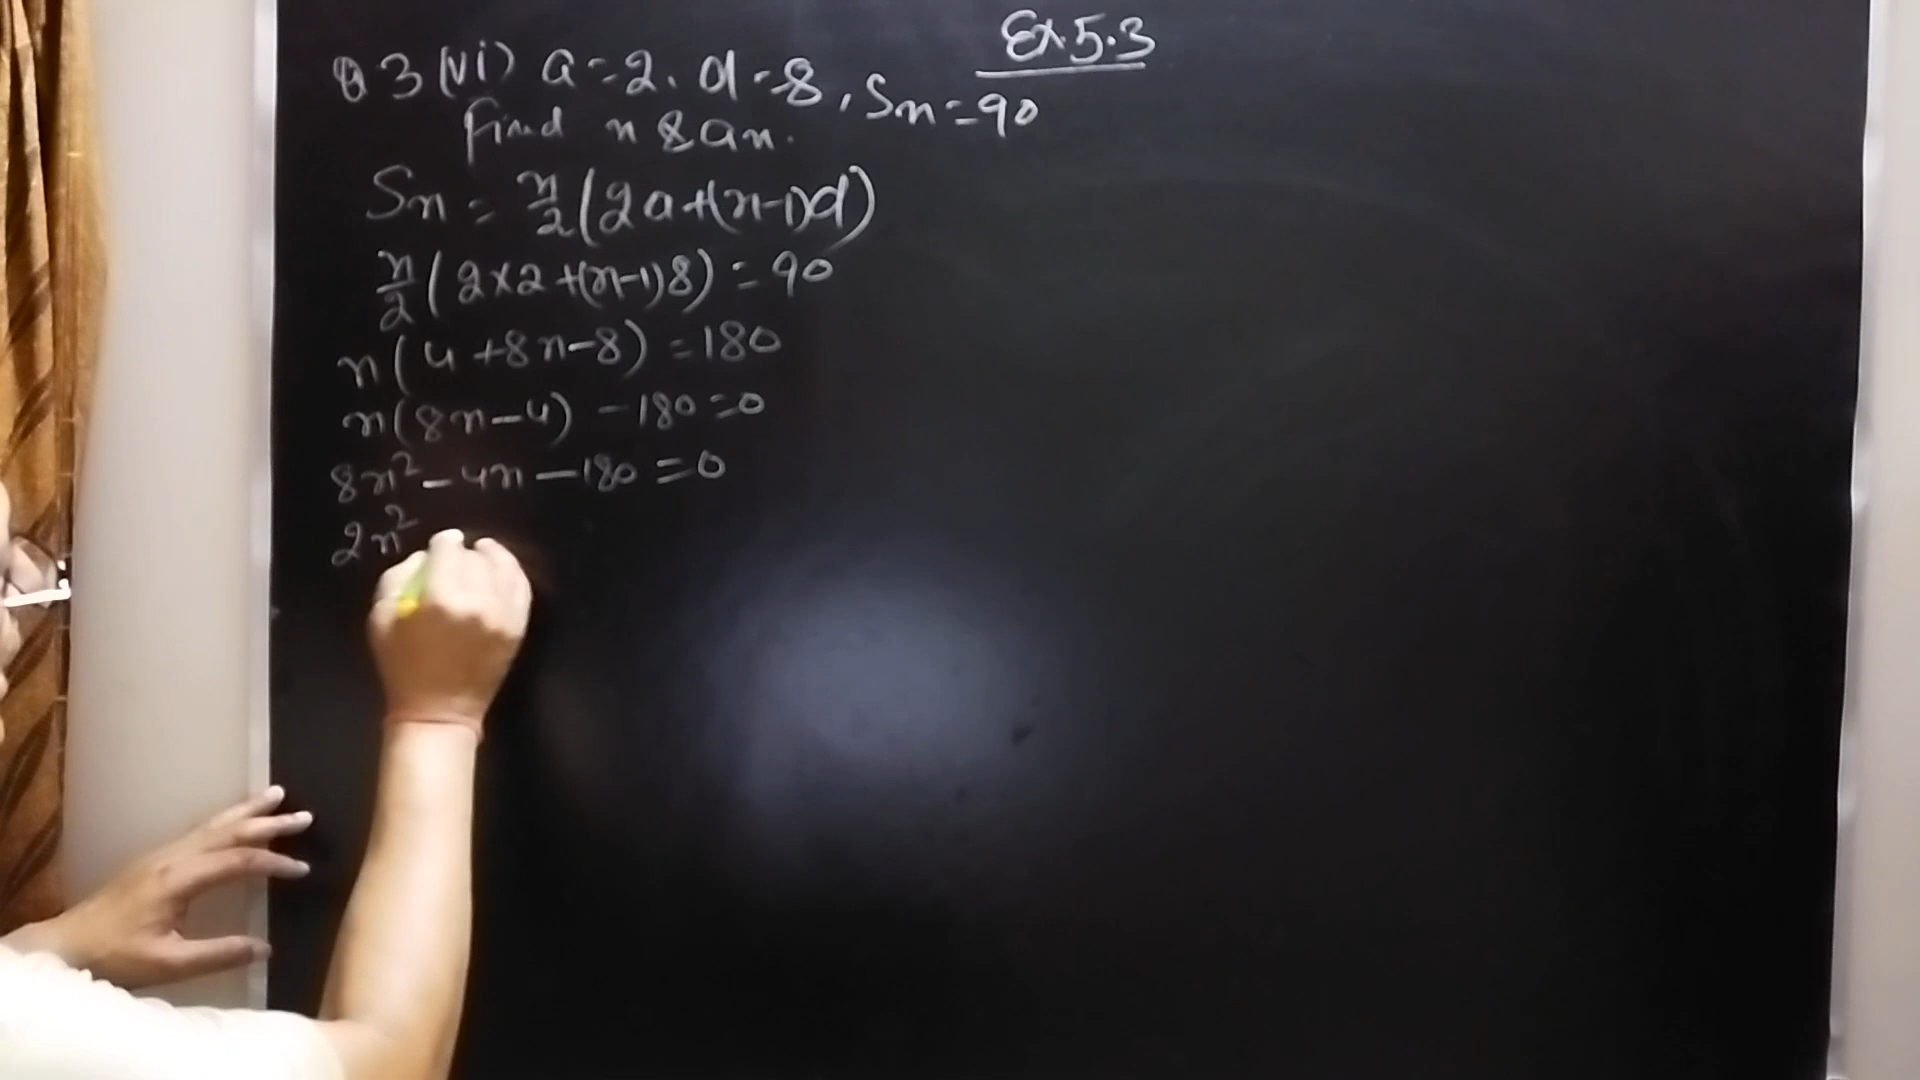 Ex.5.3
Q 3 (vi) a=2, d=8, Sn=90
find n & an.
Sn = n/2 (2a+(n-1)d)
n/2 (2×2+(n-1)8) = 90
n(4+8n-8) = 180
n(8n-4) -180=0
8n² - 4n - 180 = 0
2n²